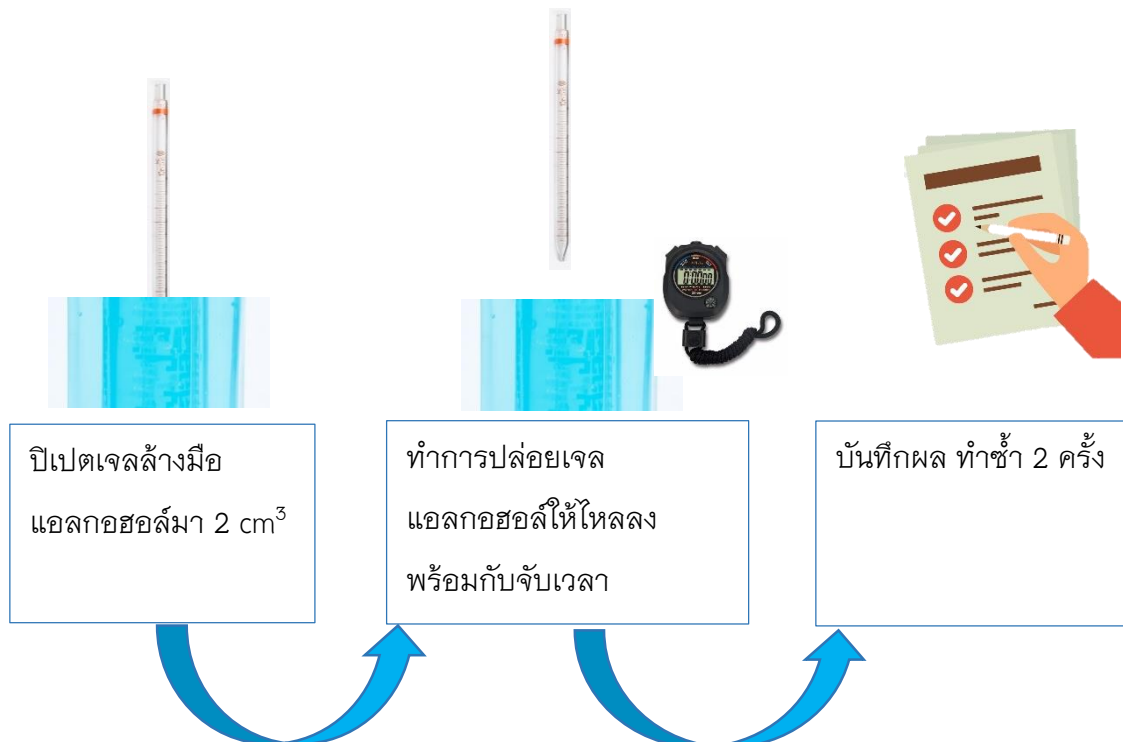 ปิเปตเจลล้างมือ
แอลกอฮอล์มา 2 cm³
ทำการปล่อยเจล
แอลกอฮอล์ให้ไหลลง
พร้อมกับจับเวลา
บันทึกผล ทำซ้ำ 2 ครั้ง